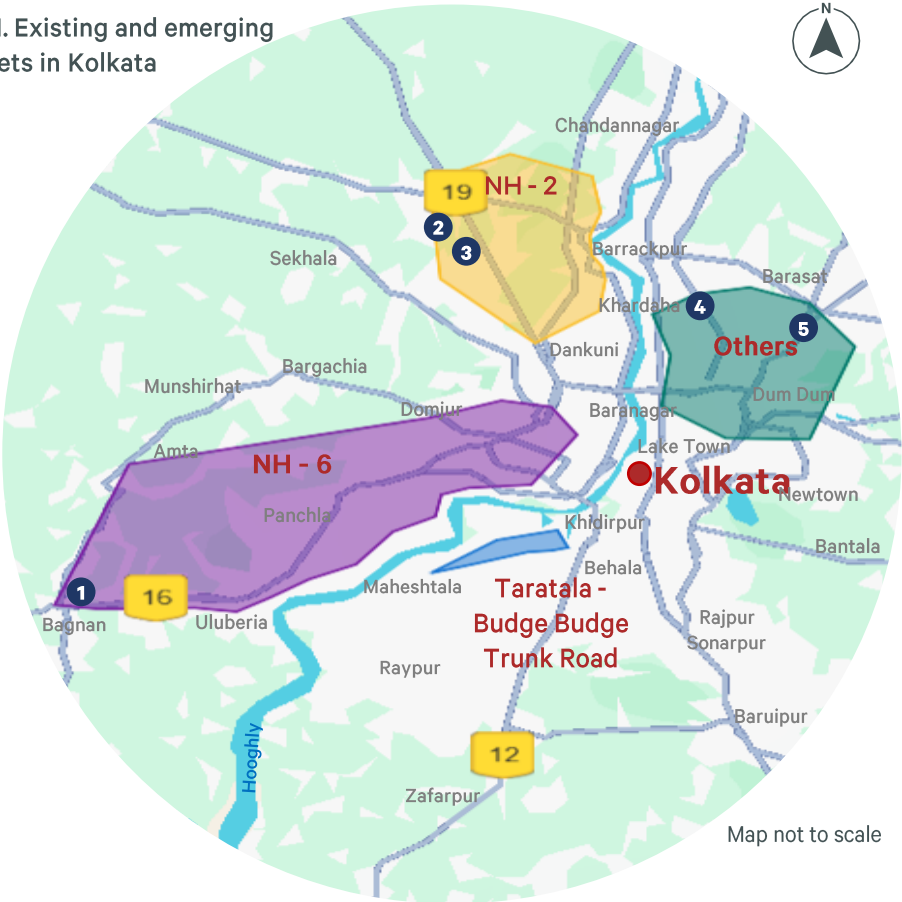 . Existing and emerging
ets in Kolkata
N
Chandannagar
19
NH - 2
2
3
Sekhala
Barrackpur
Barasat
Khardaha
4
5
Others
Dankuni
Bargachia
Munshirhat
Dum Dum
Domjur
Baranagar
Lake Town
Amta
NH - 6
Kolkata
Newtown
Panchla
Khidirpur
Bantala
Behala
Maheshtala
Taratala -
Budge Budge
Trunk Road
1
16
Bagnan
Uluberia
Rajpur
Sonarpur
Raypur
Baruipur
Hooghly
12
Zafarpur
Map not to scale